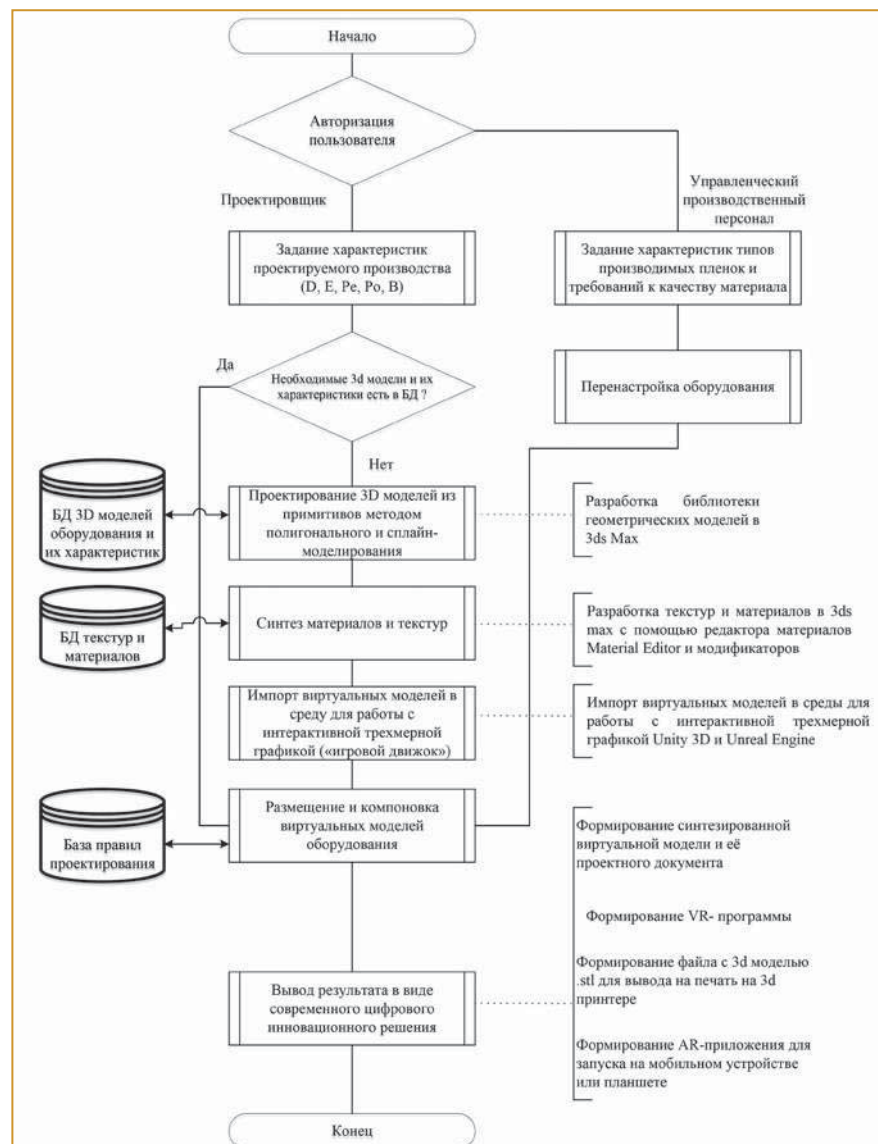 Начало
Авторизация
пользователя
Проектировщик
Управленческий
производственный
персонал
Задание характеристик
проектируемого производства
(D, E, Pe, Po, B)
Задание характеристик типов
производимых пленок и
требований к качеству материала
Да
Необходимые 3d модели и их
характеристики есть в БД ?
Перенастройка оборудования
Нет
БД 3D моделей
оборудования и
их характеристик
Проектирование 3D моделей из
примитивов методом
полигонального и сплайн-
моделирования
Разработка библиотеки
геометрических моделей в
3ds Max
БД текстур и
материалов
Синтез материалов и текстур
Разработка текстур и материалов в 3ds
max с помощью редактора материалов
Material Editor и модификаторов
Импорт виртуальных моделей в
среду для работы с
интерактивной трехмерной
графикой («игровой движок»)
Импорт виртуальных моделей в среды для
работы с интерактивной трехмерной
графикой Unity 3D и Unreal Engine
База правил
проектирования
Размещение и компоновка
виртуальных моделей
оборудования
Формирование синтезированной
виртуальной модели и её
проектного документа
Формирование VR- программы
Формирование файла с 3d моделью
.stl для вывода на печать на 3d
принтере
Формирование AR-приложения для
запуска на мобильном устройстве
или планшете
Вывод результата в виде
современного цифрового
инновационного решения
Конец